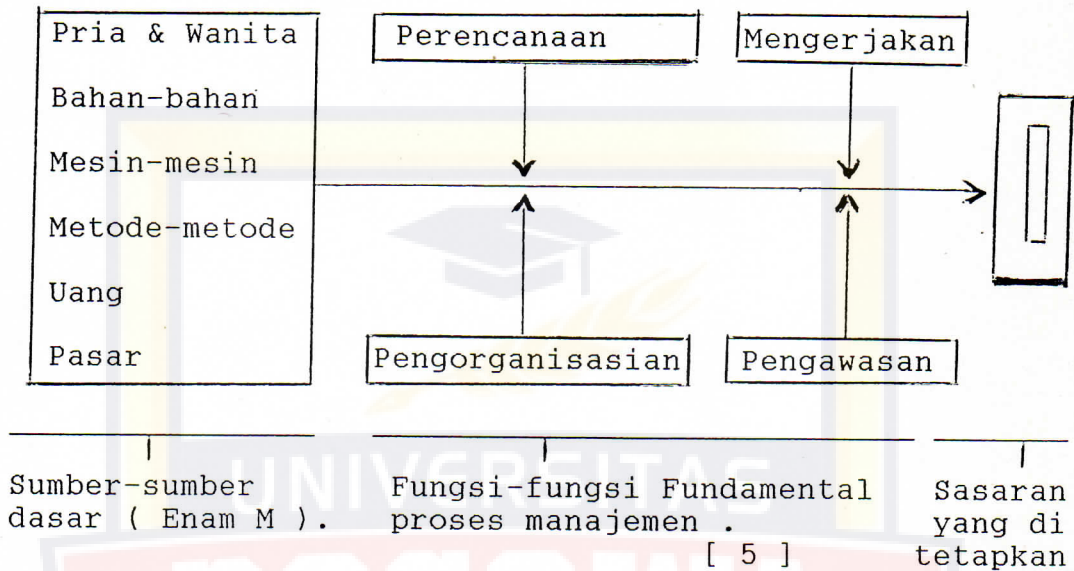 Pria & Wanita
Bahan-bahan
Mesin-mesin
Metode-metode
Uang
Pasar
Perencanaan
Mengerjakan
Pengorganisasian
Pengawasan
Sumber-sumber
dasar ( Enam M ).
Fungsi-fungsi Fundamental
proses manajemen .
[ 5 ]
Sasaran
yang di
tetapkan
UNIVERSITAS